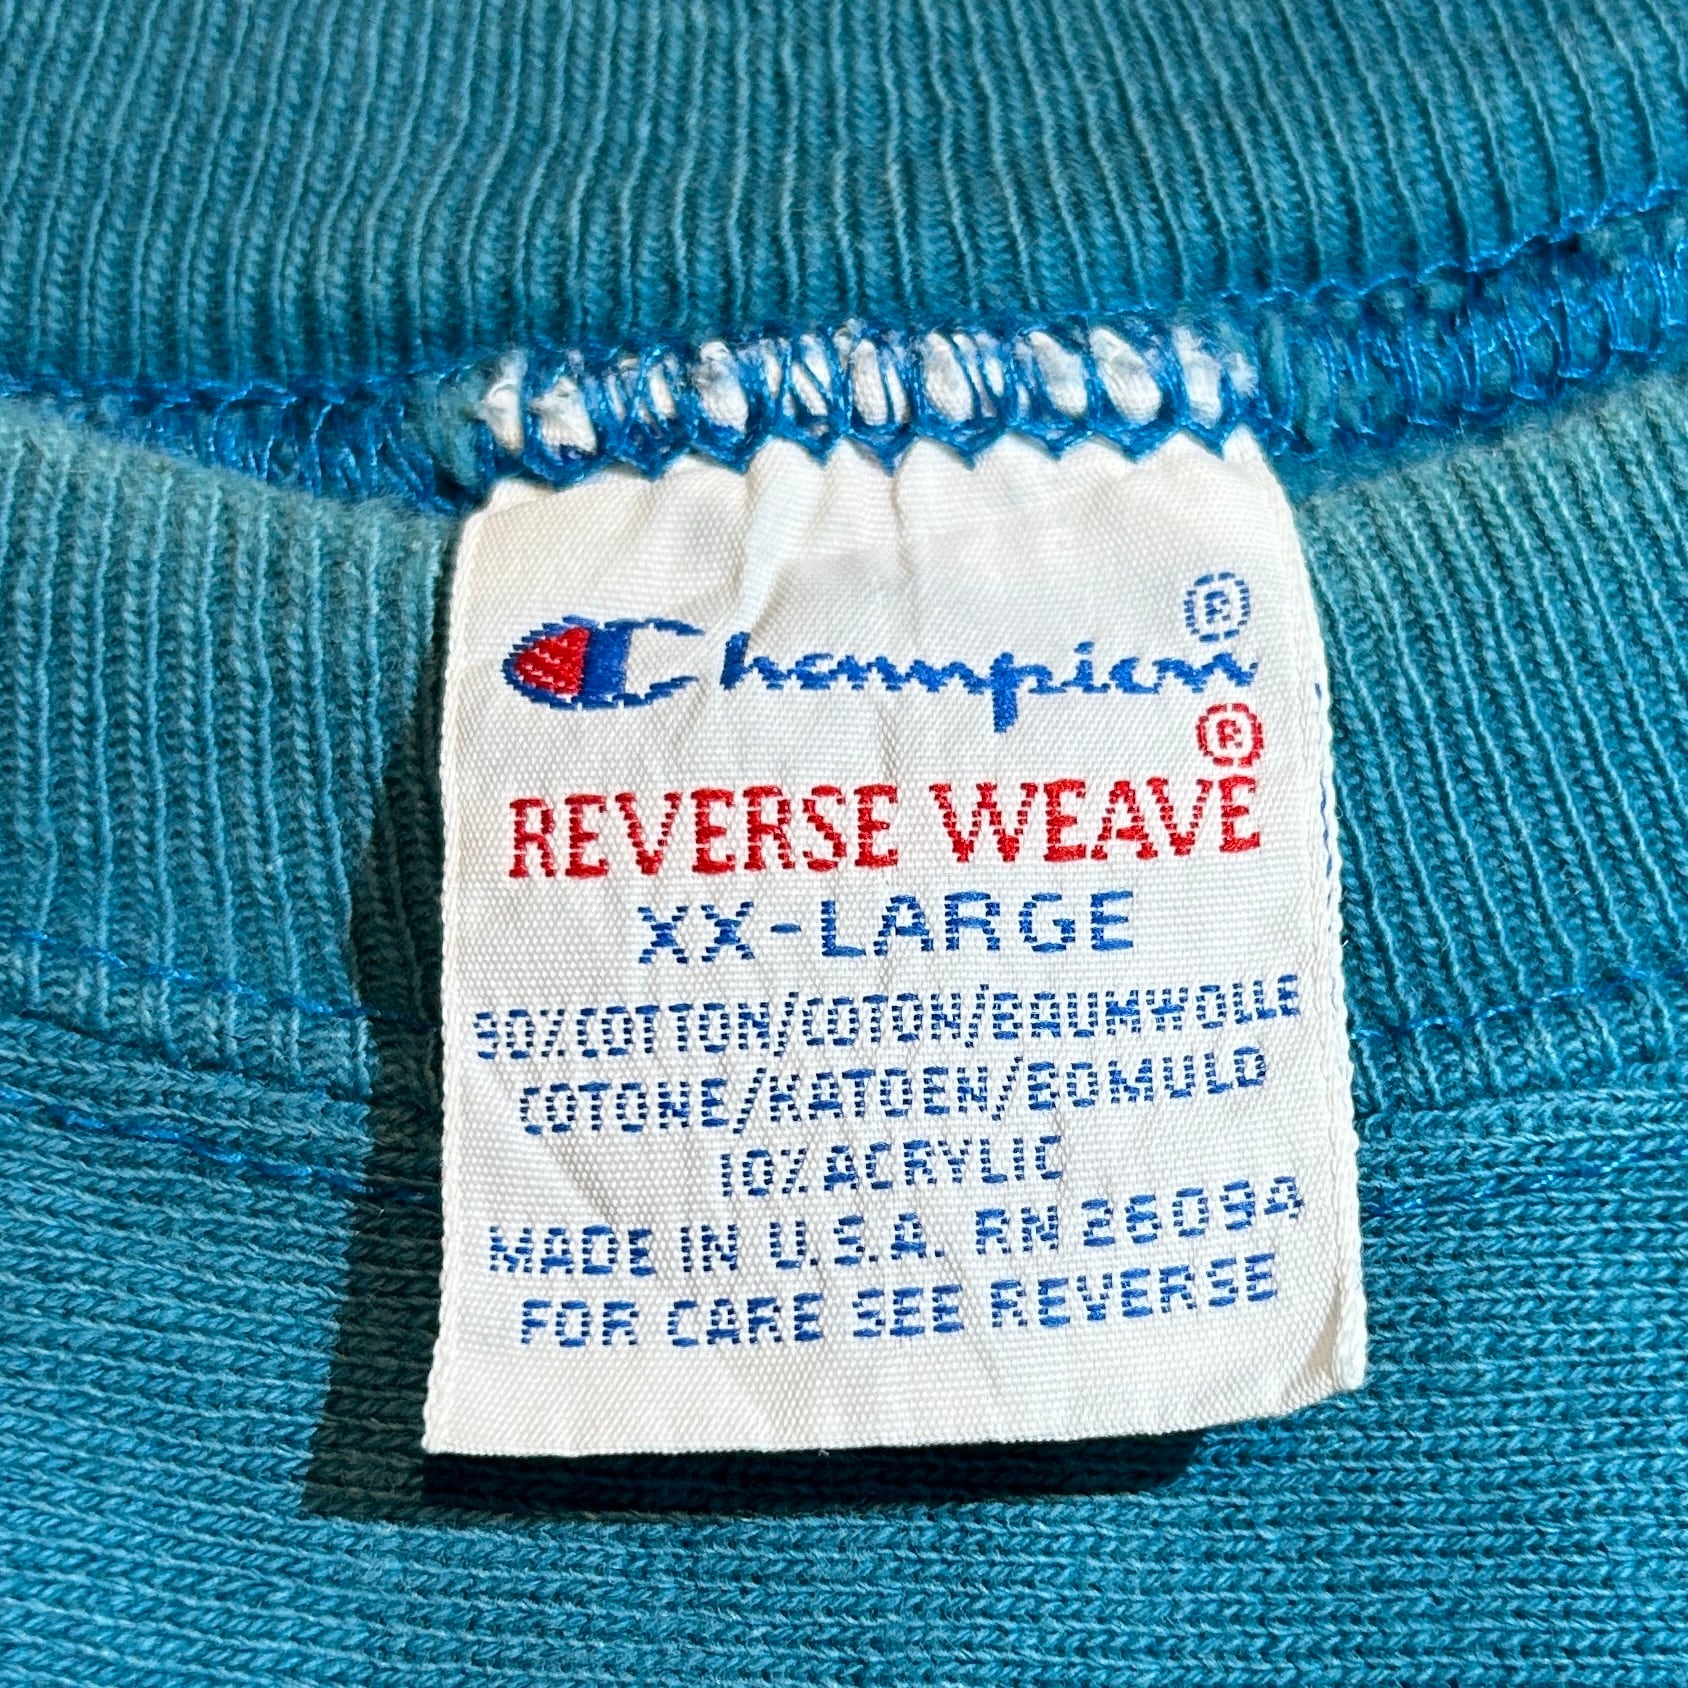 Champion®
REVERSE WEAVE®
XX-LARGE
90% COTTON/COTON/BAUMWOLLE
COTONE/KATOEN/BOMULD
10% ACRYLIC
MADE IN U.S.A. RN 26094
FOR CARE SEE REVERSE